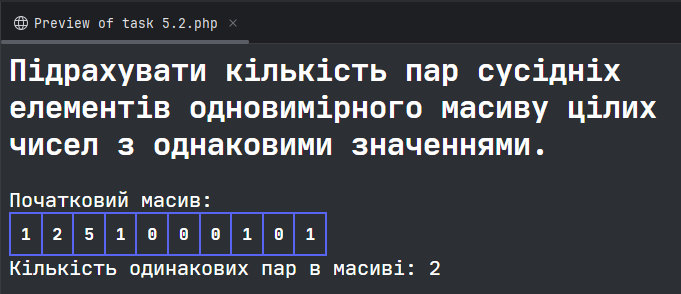 Preview of task 5.2.php ×
Підрахувати кількість пар сусідніх
елементів одновимірного масиву цілих
чисел з однаковими значеннями.
Початковий масив:
1 2 5 1 0 0 0 1 0 1
Кількість одинакових пар в масиві: 2